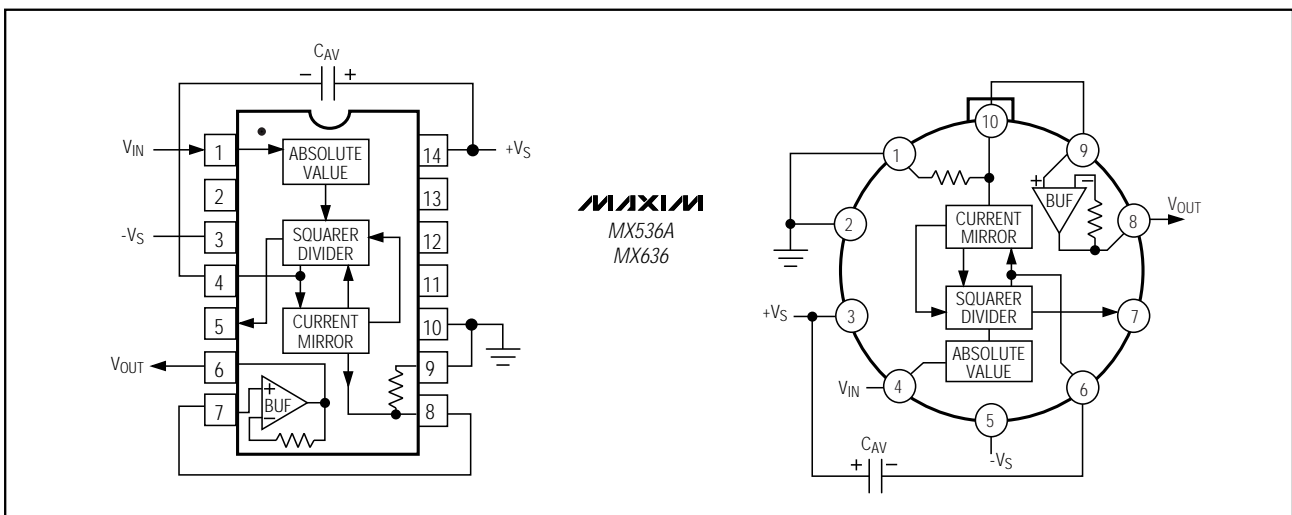 CAV
− +
VIN
1
ABSOLUTE
VALUE
14
+VS
2
13
-VS
3
SQUARER
DIVIDER
12
4
11
5
CURRENT
MIRROR
10
VOUT
6
9
+
BUF
−
7
8
MAXIM
MX536A
MX636
10
1
9
+ −
BUF
2
CURRENT
MIRROR
8
VOUT
+VS
3
SQUARER
DIVIDER
7
ABSOLUTE
VALUE
VIN
4
6
5
-VS
CAV
+ −